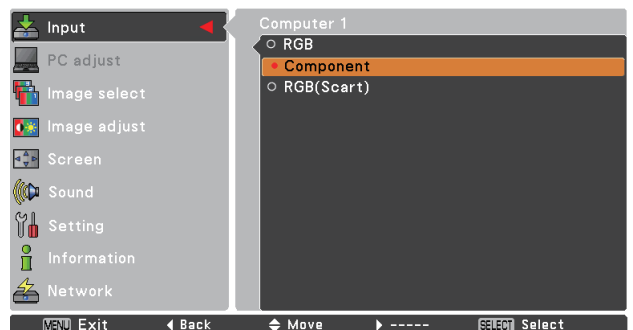 Input
PC adjust
Image select
Image adjust
Screen
Sound
Setting
Information
Network
Computer 1
RGB
Component
RGB(Scart)
MENU Exit Back Move ----- SELECT Select